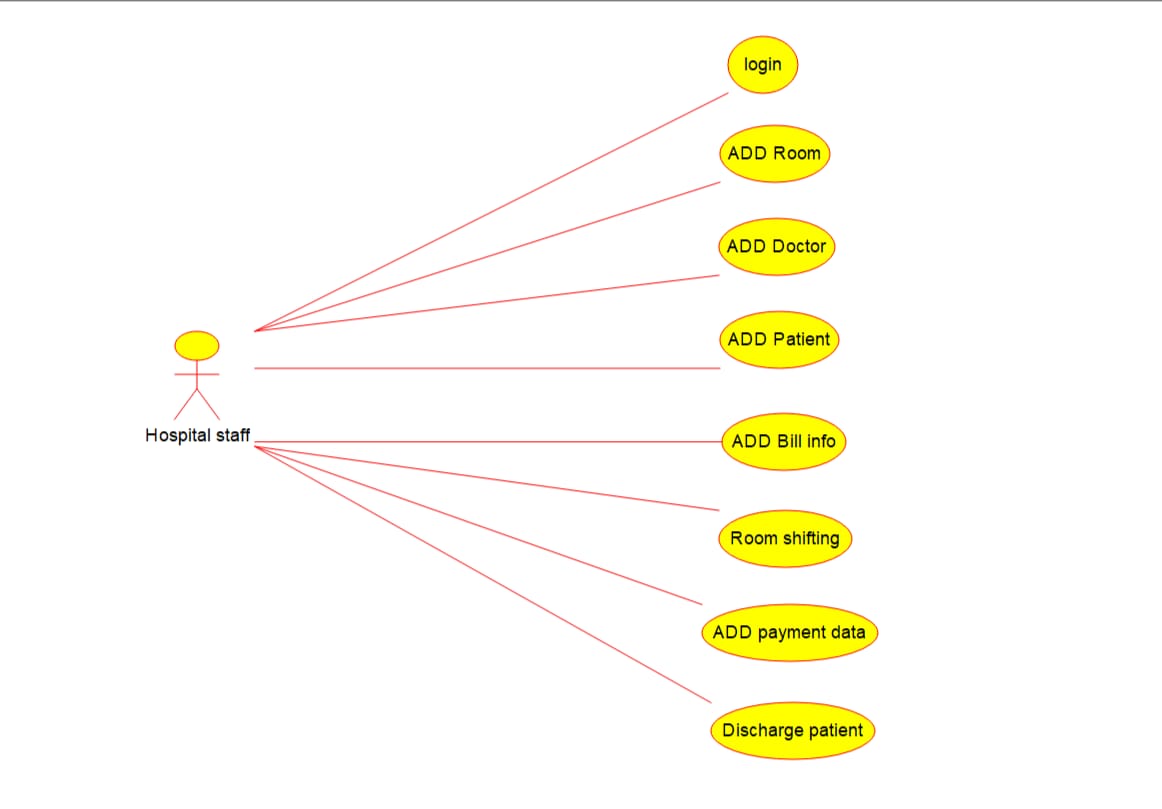 login
ADD Room
ADD Doctor
ADD Patient
Hospital staff
ADD Bill info
Room shifting
ADD payment data
Discharge patient